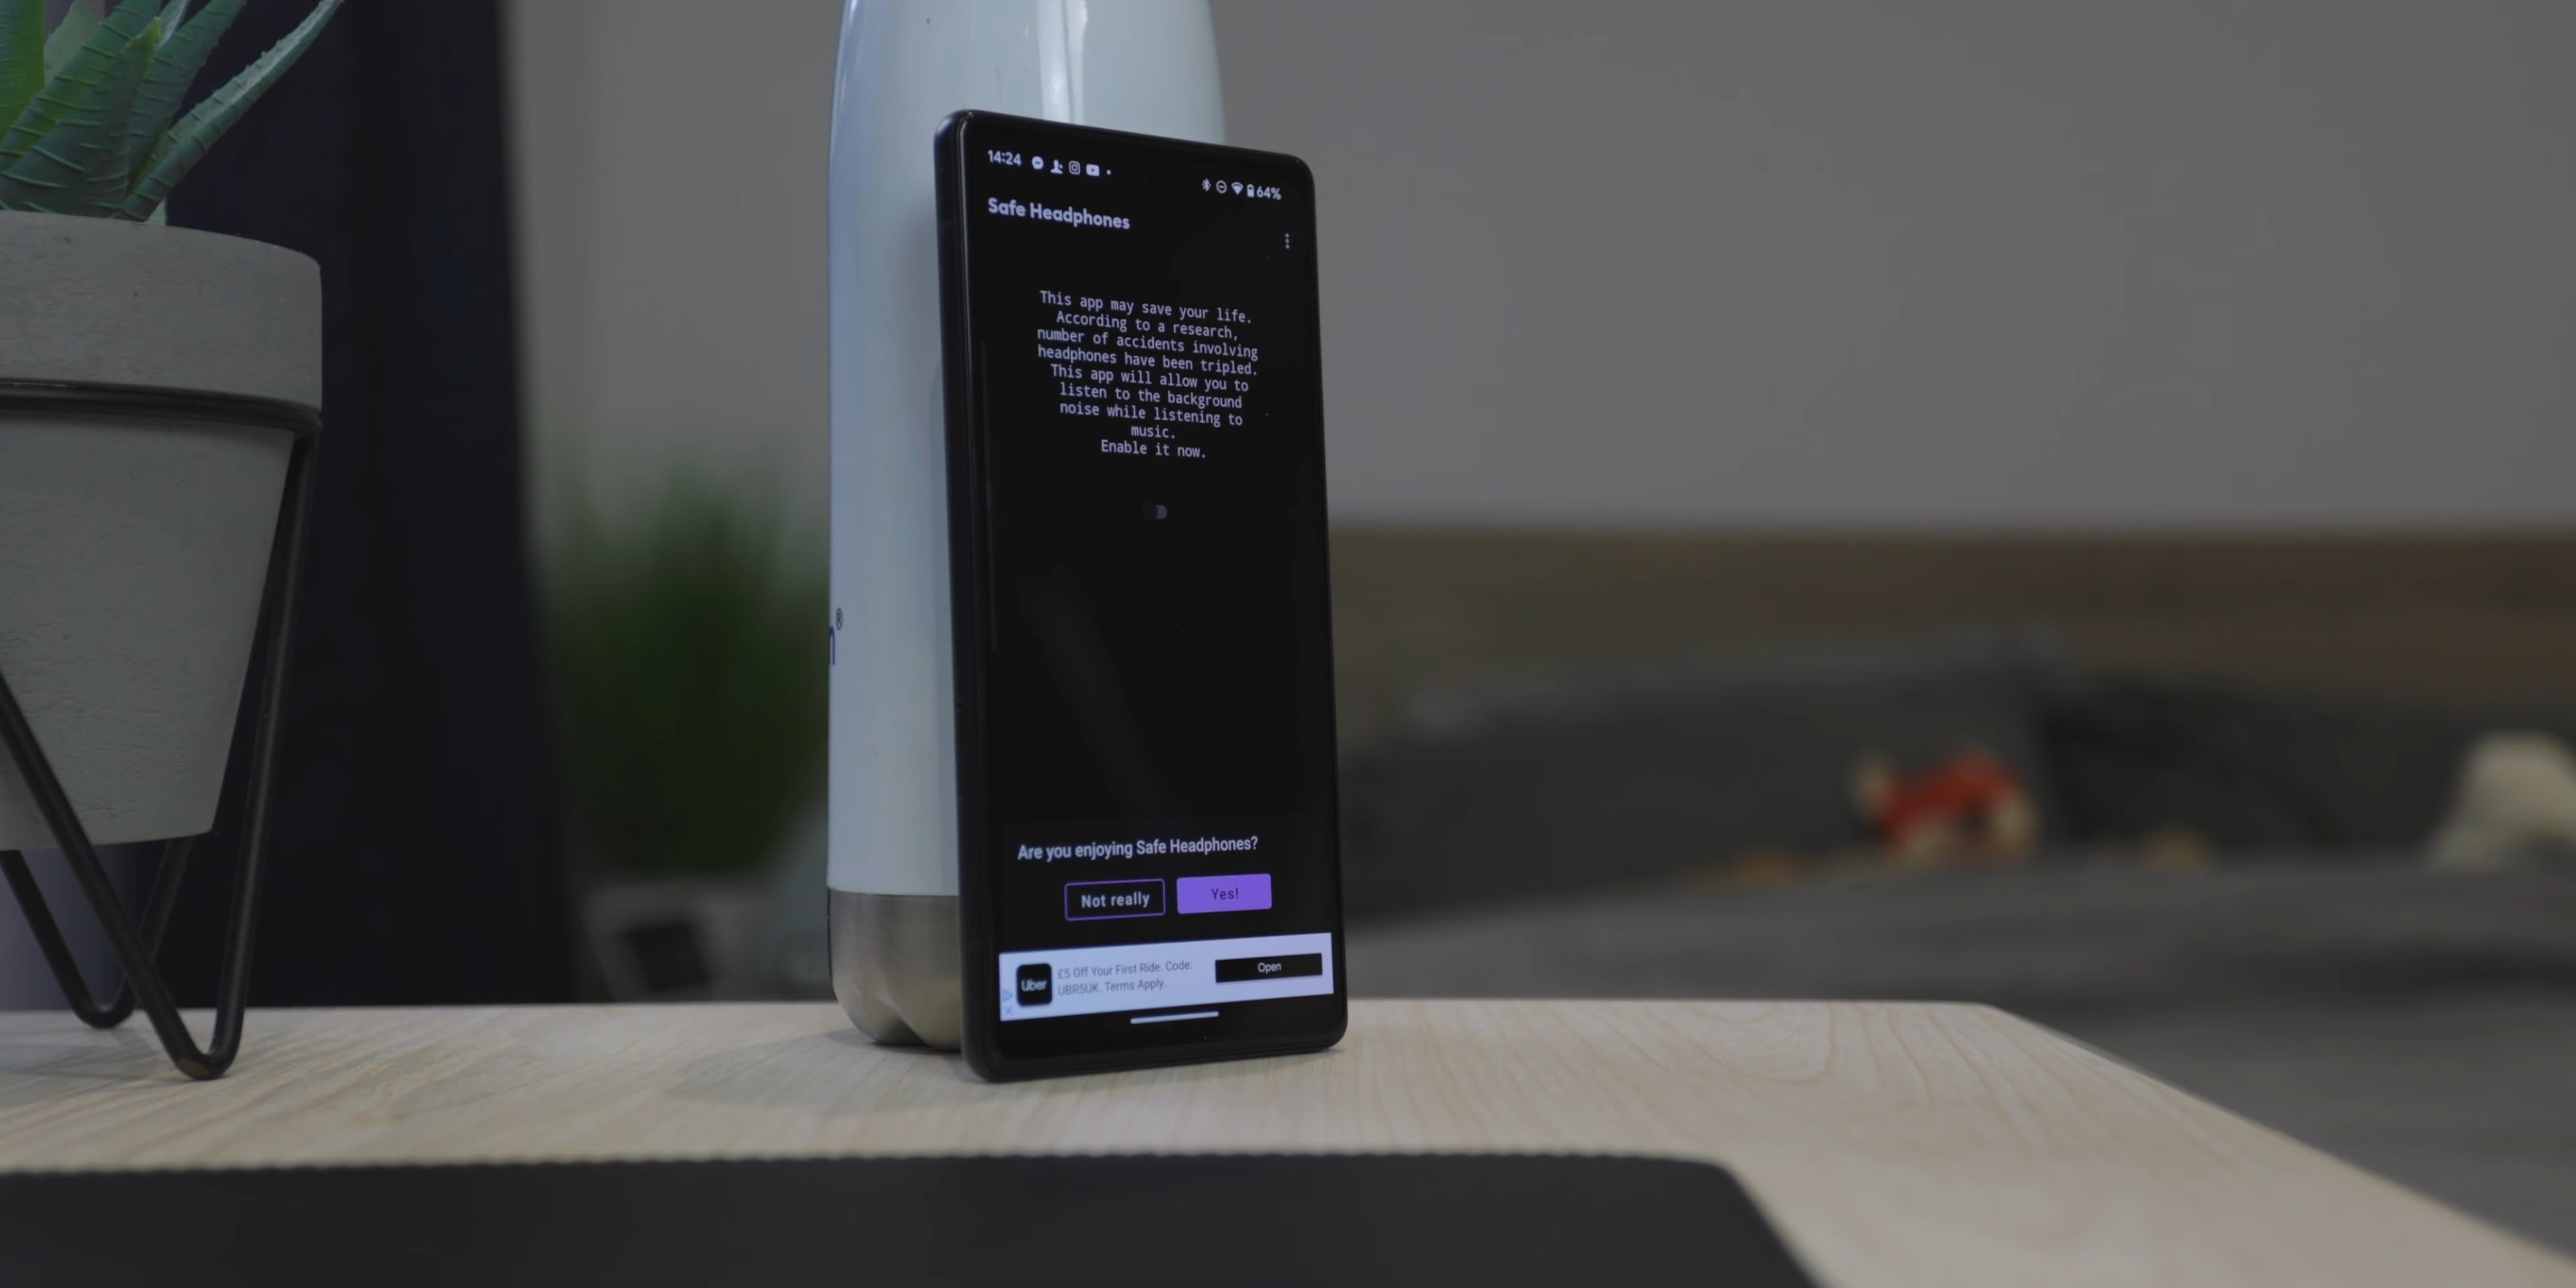 14:24
64%
Safe Headphones
This app may save your life.
According to a research,
number of accidents involving
headphones have been tripled.
This app will allow you to
listen to the background
noise while listening to
music.
Enable it now.
n®
Are you enjoying Safe Headphones?
Not really
Yes!
Uber
£5 Off Your First Ride. Code:
UBR5UK. Terms Apply.
Open